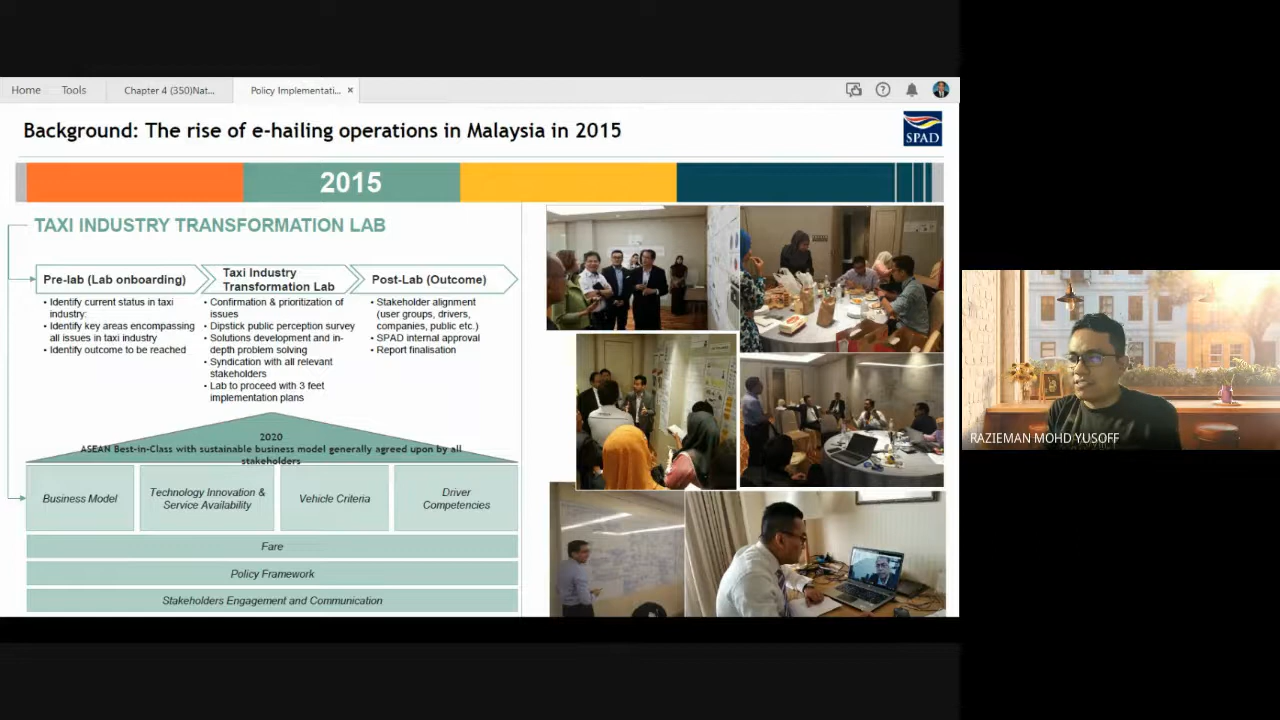 Home Tools Chapter 4 (350)Nat... Policy Implementati... ×
Background: The rise of e-hailing operations in Malaysia in 2015
SPAD
2015
TAXI INDUSTRY TRANSFORMATION LAB
Pre-lab (Lab onboarding)
• Identify current status in taxi
industry:
• Identify key areas encompassing
all issues in taxi industry
• Identify outcome to be reached
Taxi Industry
Transformation Lab
• Confirmation & prioritization of
issues
• Dipstick public perception survey
• Solutions development and in-
depth problem solving
• Syndication with all relevant
stakeholders
• Lab to proceed with 3 feet
implementation plans
Post-Lab (Outcome)
• Stakeholder alignment
(user groups, drivers,
companies, public etc.)
• SPAD internal approval
• Report finalisation
2020
ASEAN Best-in-Class with sustainable business model generally agreed upon by all
stakeholders
Business Model
Technology Innovation &
Service Availability
Vehicle Criteria
Driver
Competencies
Fare
Policy Framework
Stakeholders Engagement and Communication
RAZIEMAN MOHD YUSOFF